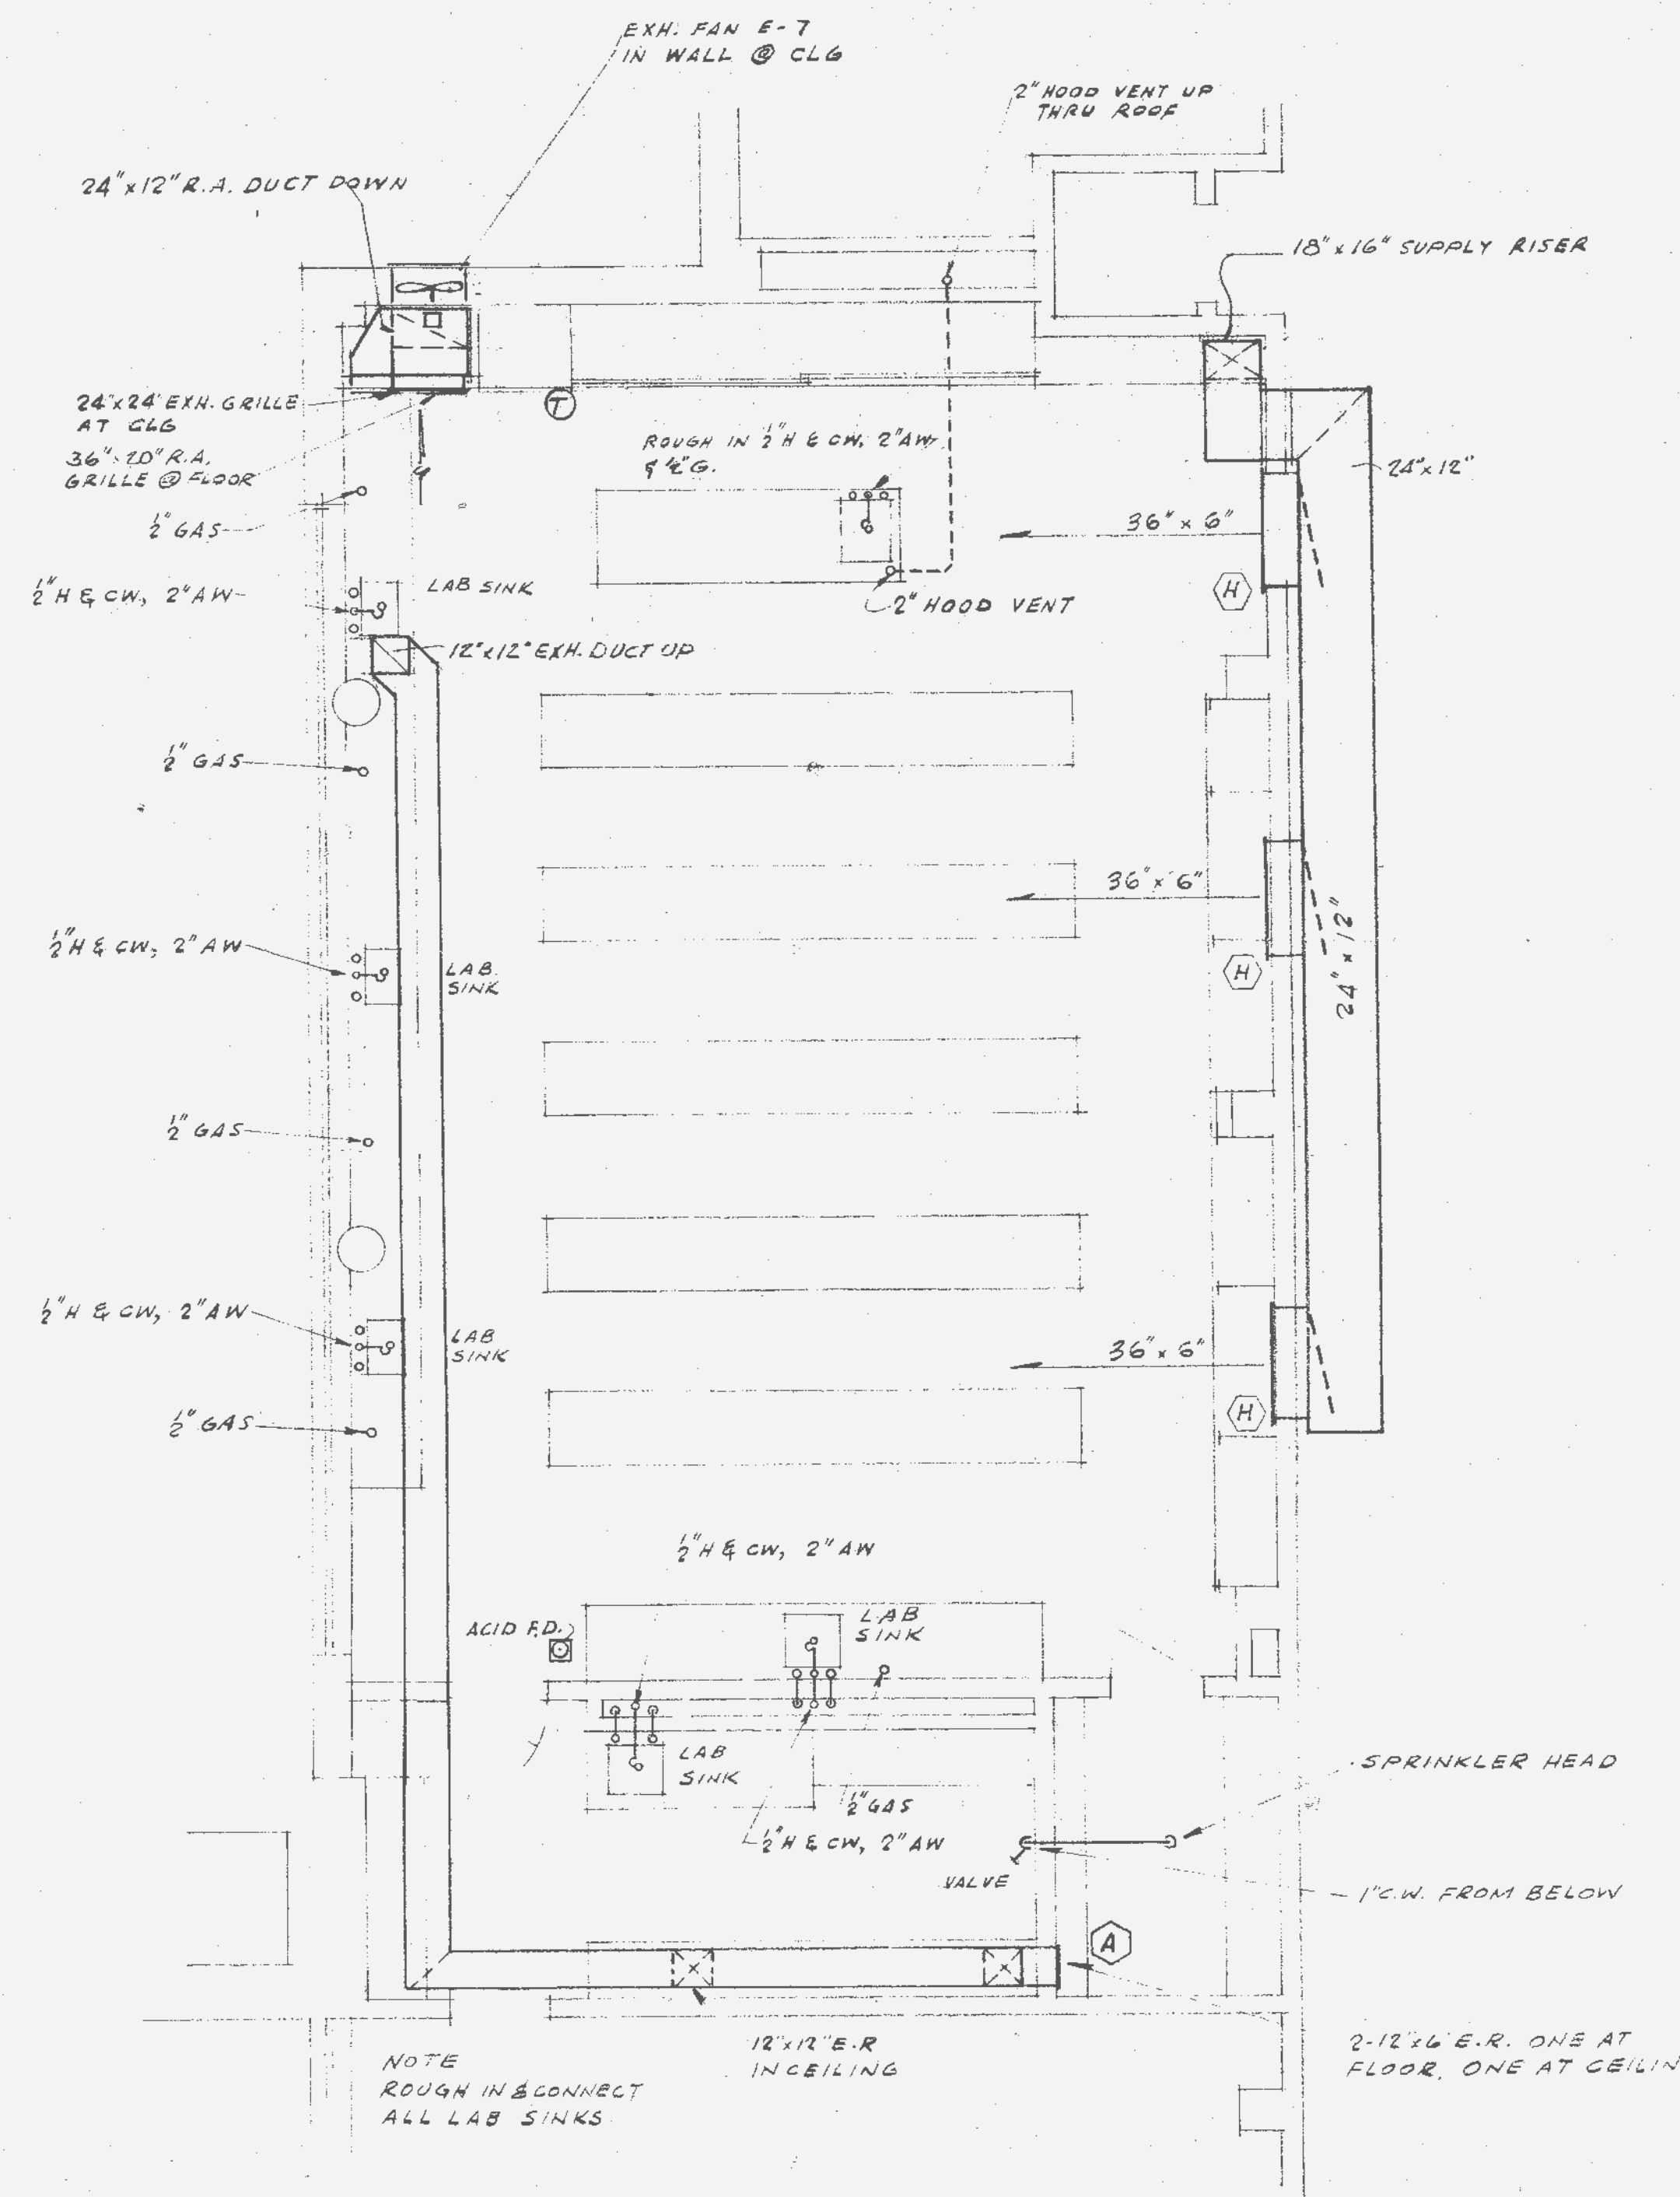 EXH. FAN E-7
IN WALL @ CLG
2" HOOD VENT UP
THRU ROOF
24"x12" R.A. DUCT DOWN
18"x16" SUPPLY RISER
24"x24" EXH. GRILLE
AT CLG
T
36"x20" R.A.
GRILLE @ FLOOR
ROUGH IN ½"H & CW, 2"AW
& ½"G.
24"x12"
½" GAS
36"x6"
½"H & CW, 2"AW
LAB SINK
2" HOOD VENT
H
12"x12" EXH. DUCT UP
½" GAS
36"x6"
½"H & CW, 2"AW
LAB
SINK
H
24"x12"
½" GAS
½"H & CW, 2"AW
LAB
SINK
36"x6"
H
½" GAS
½"H & CW, 2"AW
ACID F.D.
LAB
SINK
LAB
SINK
SPRINKLER HEAD
½"GAS
½"H & CW, 2"AW
VALVE
1"C.W. FROM BELOW
A
12"x12"E.R
IN CEILING
2-12"x6" E.R. ONE AT
FLOOR, ONE AT CEILIN
NOTE
ROUGH IN & CONNECT
ALL LAB SINKS.